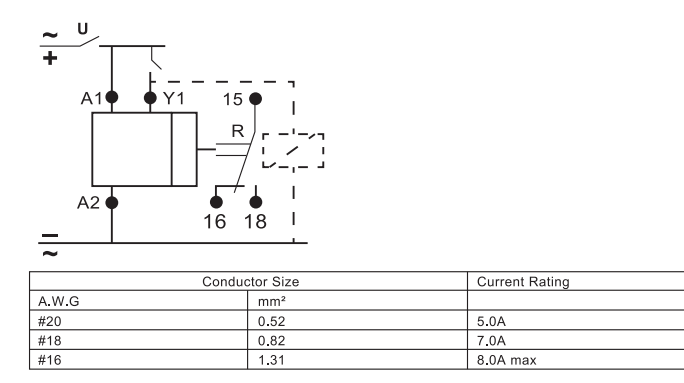 ~ U
+
A1 Y1 15
R
A2
16 18
−
~
Conductor Size Current Rating
A.W.G mm²
#20 0.52 5.0A
#18 0.82 7.0A
#16 1.31 8.0A max